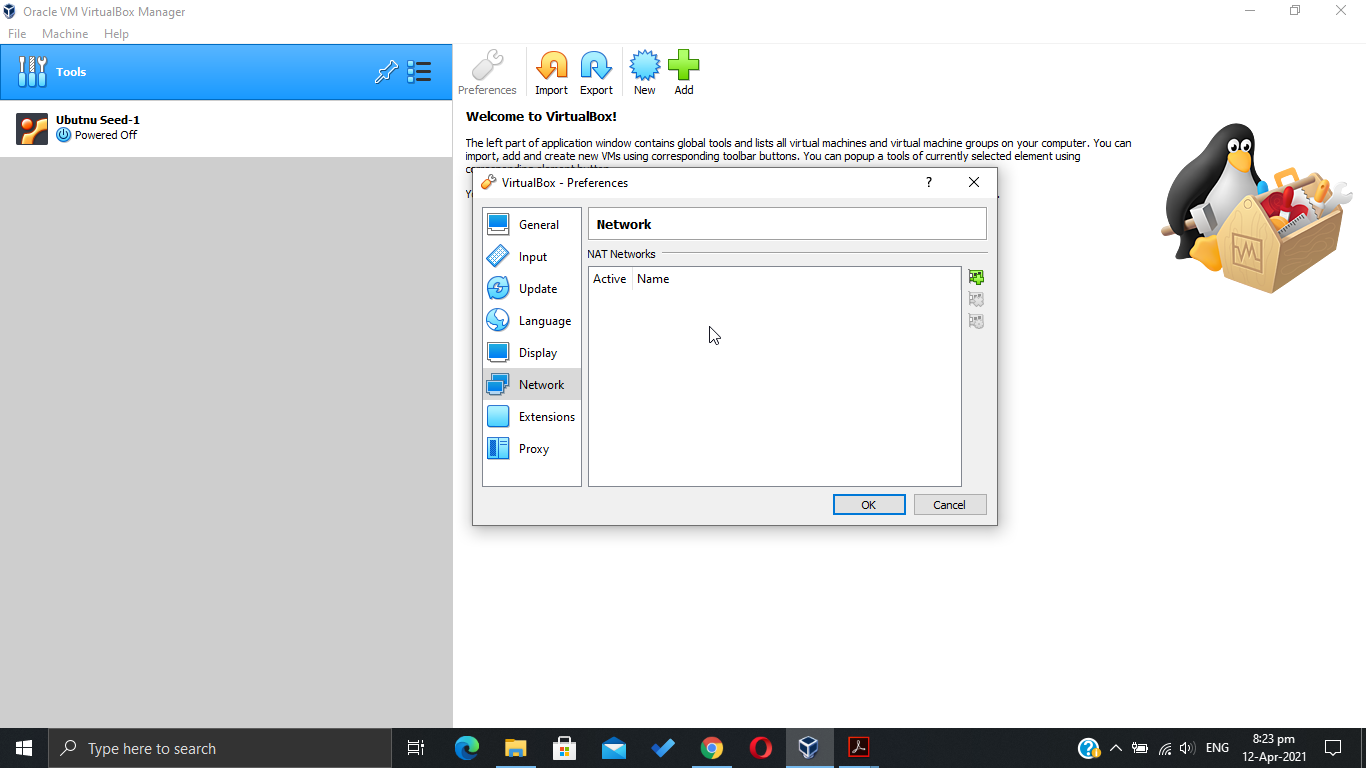 Oracle VM VirtualBox Manager
File Machine Help
Tools
Preferences Import Export New Add
Ubutnu Seed-1
Powered Off
Welcome to VirtualBox!
The left part of application window contains global tools and lists all virtual machines and virtual machine groups on your computer. You can
import, add and create new VMs using corresponding toolbar buttons. You can popup a tools of currently selected element using
VirtualBox - Preferences ?
General
Input
Update
Language
Display
Network
Extensions
Proxy
Network
NAT Networks
Active Name
OK Cancel
Type here to search
ENG
8:23 pm
12-Apr-2021